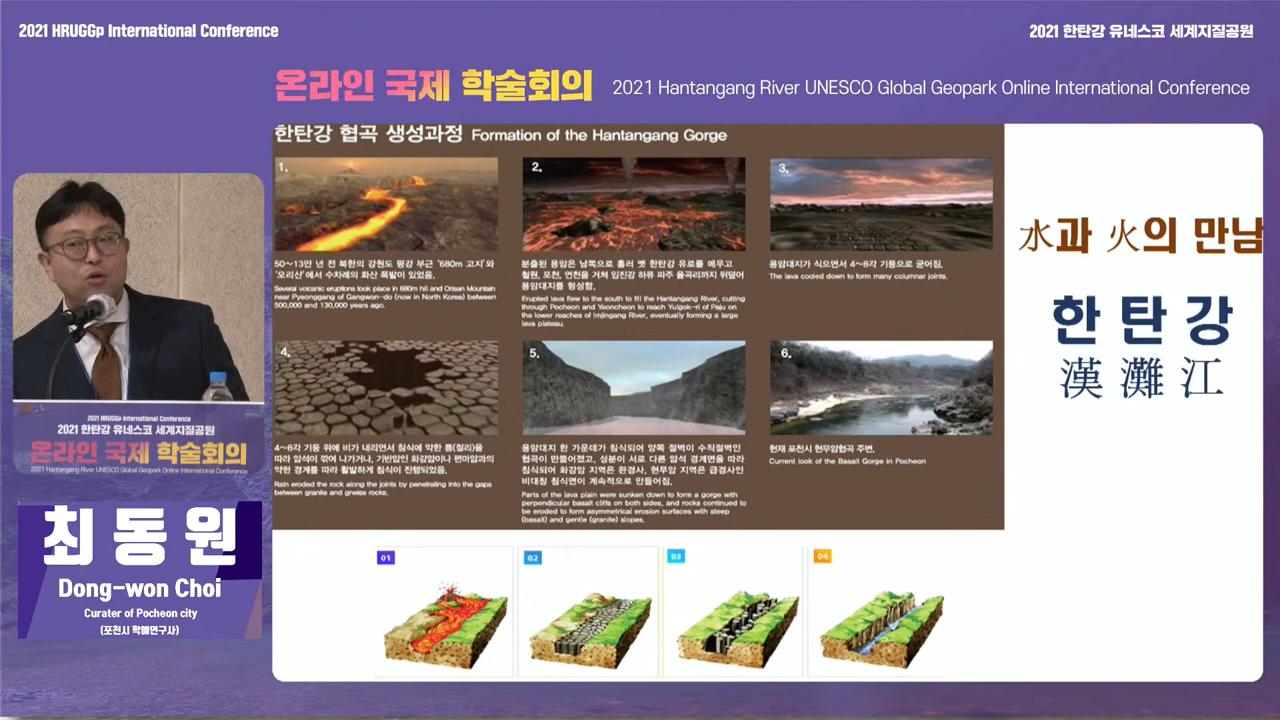 2021 HRUGGp International Conference
2021 한탄강 유네스코 세계지질공원
온라인 국제 학술회의 2021 Hantangang River UNESCO Global Geopark Online International Conference
한탄강 협곡 생성과정 Formation of the Hantangang Gorge
1.
50~13만 년 전 북한의 강원도 평강 부근 '680m 고지'와
'오리산'에서 수차례의 화산 폭발이 있었음.
Several volcanic eruptions took place in 680m hill and Orisan Mountain
near Pyeonggang of Gangwon-do (now in North Korea) between
500,000 and 130,000 years ago.
2.
분출된 용암은 남쪽으로 흘러 옛 한탄강 유로를 메우고
철원, 포천, 연천을 거쳐 임진강 하류 파주 율곡리까지 뒤덮어
용암대지를 형성함.
Erupted lava flew to the south to fill the Hantangang River, cutting
through Pocheon and Yeoncheon to reach Yulgok-ri of Paju on
the lower reaches of Imjingang River, eventually forming a large
lava plateau.
3.
용암대지가 식으면서 4~8각 기둥으로 굳어짐.
The lava cooled down to form many columnar joints.
4.
4~8각 기둥 위에 비가 내리면서 침식에 약한 틈(절리)을
따라 암석이 깎여 나가거나, 기반암인 화강암이나 편마암과의
약한 경계를 따라 활발하게 침식이 진행되었음.
Rain eroded the rock along the joints by penetrating into the gaps
between granite and gneiss rocks.
5.
용암대지 한 가운데가 침식되어 양쪽 절벽이 수직절벽인
협곡이 만들어졌고, 성분이 서로 다른 암석 경계면을 따라
침식되어 화강암 지역은 완경사, 현무암 지역은 급경사인
비대칭 침식면이 계속적으로 만들어짐.
Parts of the lava plain were sunken down to form a gorge with
perpendicular basalt cliffs on both sides, and rocks continued to
be eroded to form asymmetrical erosion surfaces with steep
(basalt) and gentle (granite) slopes.
6.
현재 포천시 현무암협곡 주변.
Current look of the Basalt Gorge in Pocheon
水과 火의 만남
한탄강
漢灘江
01
02
03
04
2021 HRUGGp International Conference
2021 한탄강 유네스코 세계지질공원
온라인 국제 학술회의
2021 Hantangang River UNESCO Global Geopark Online International Conference
최동원
Dong-won Choi
Curater of Pocheon city
(포천시 학예연구사)